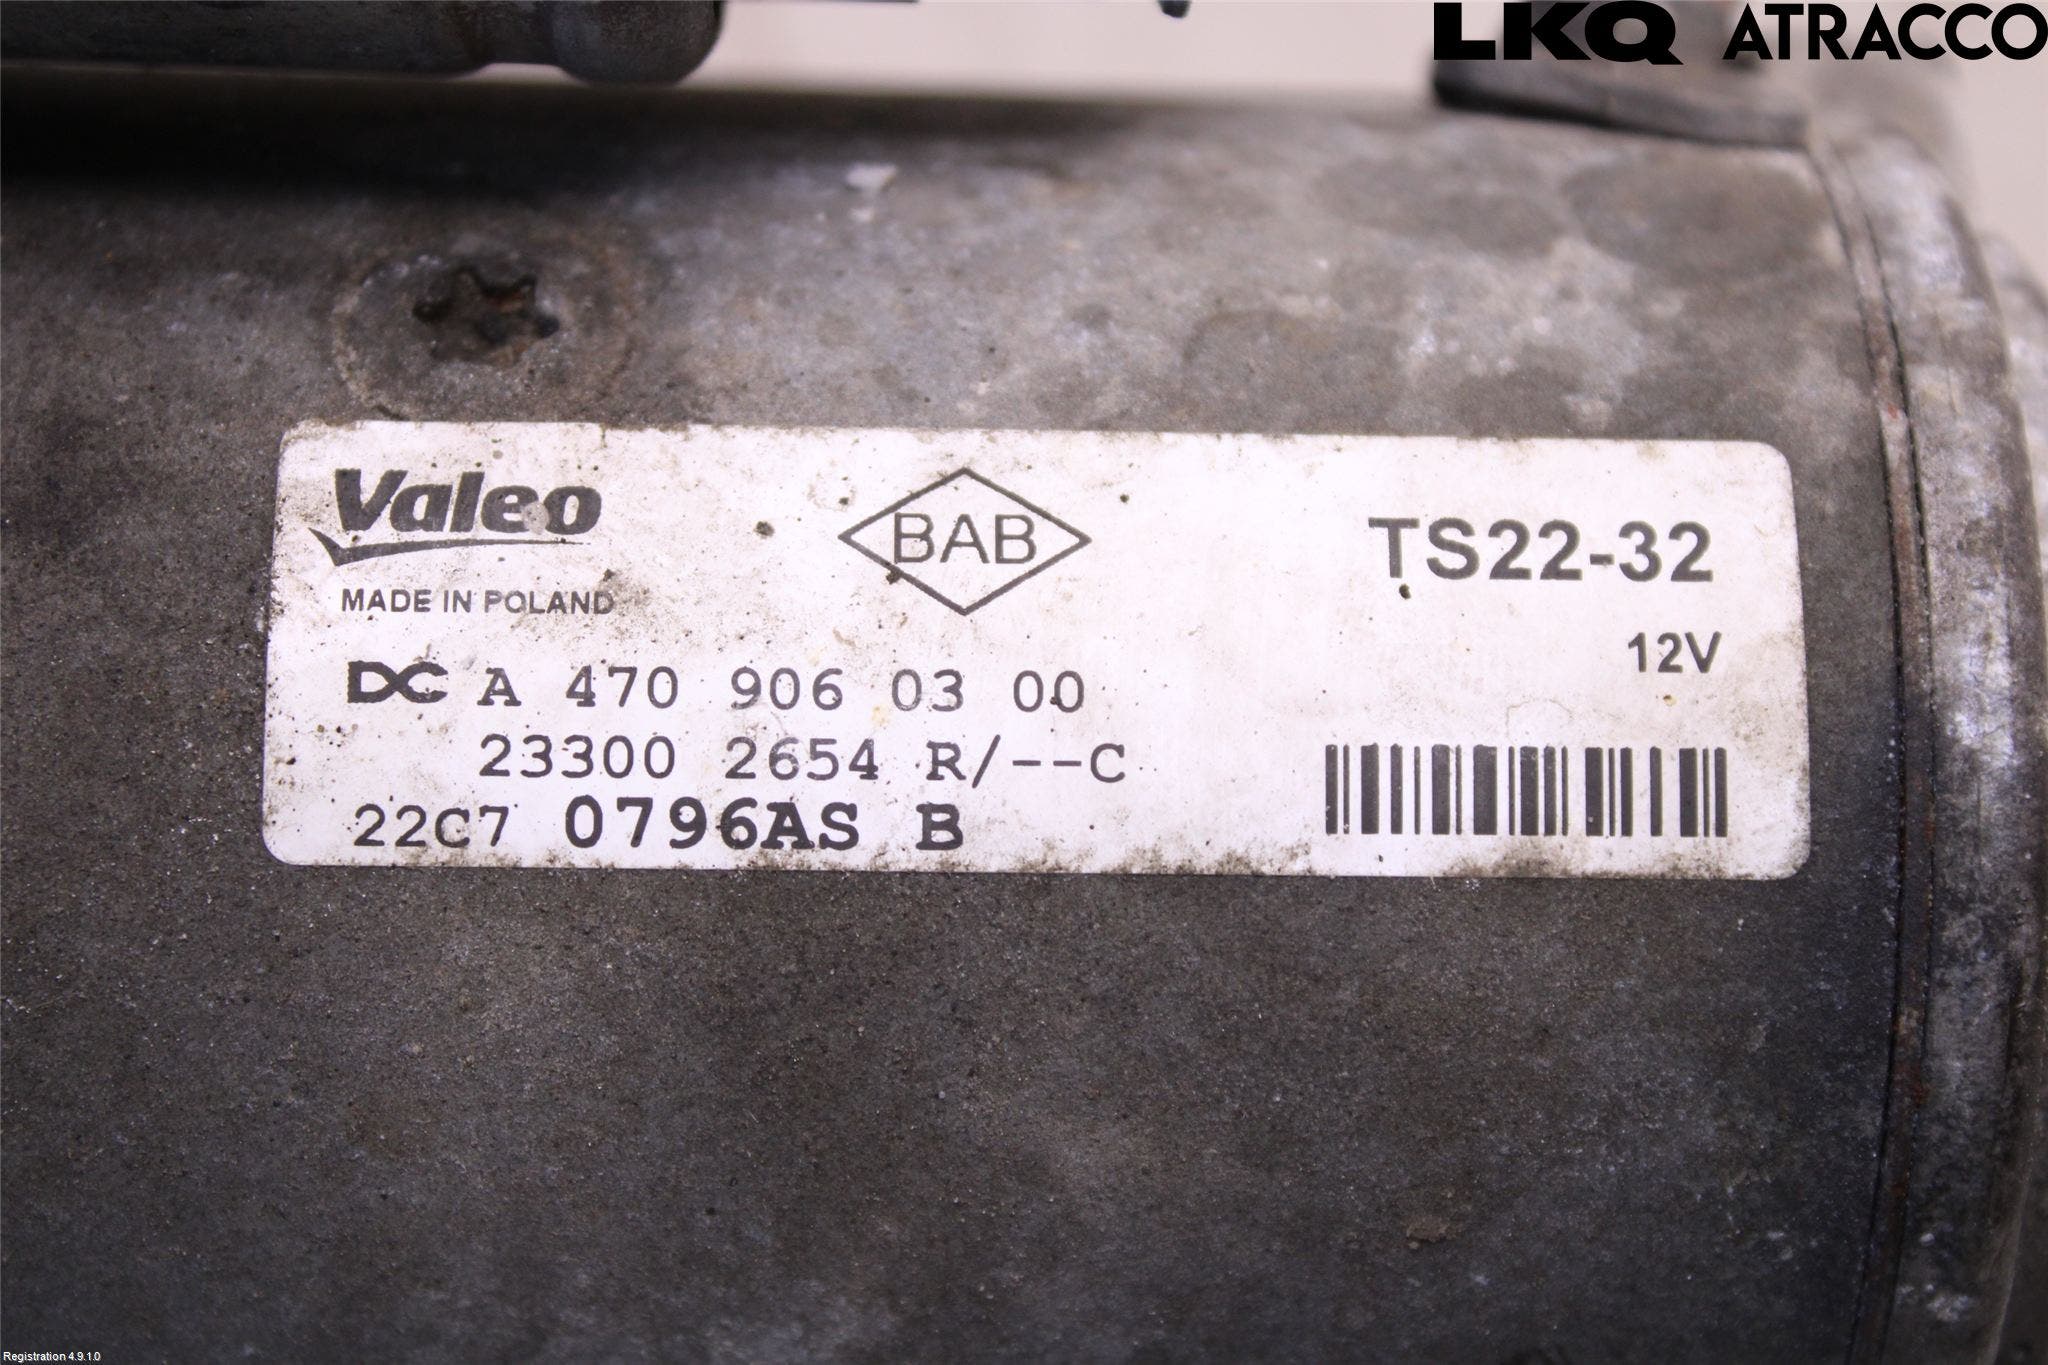 LKQ ATRACCO
Valeo
MADE IN POLAND
BAB
TS22-32
12V
DC A 470 906 03 00
23300 2654 R/--C
22C7 0796AS B
Registration 4.9.1.0